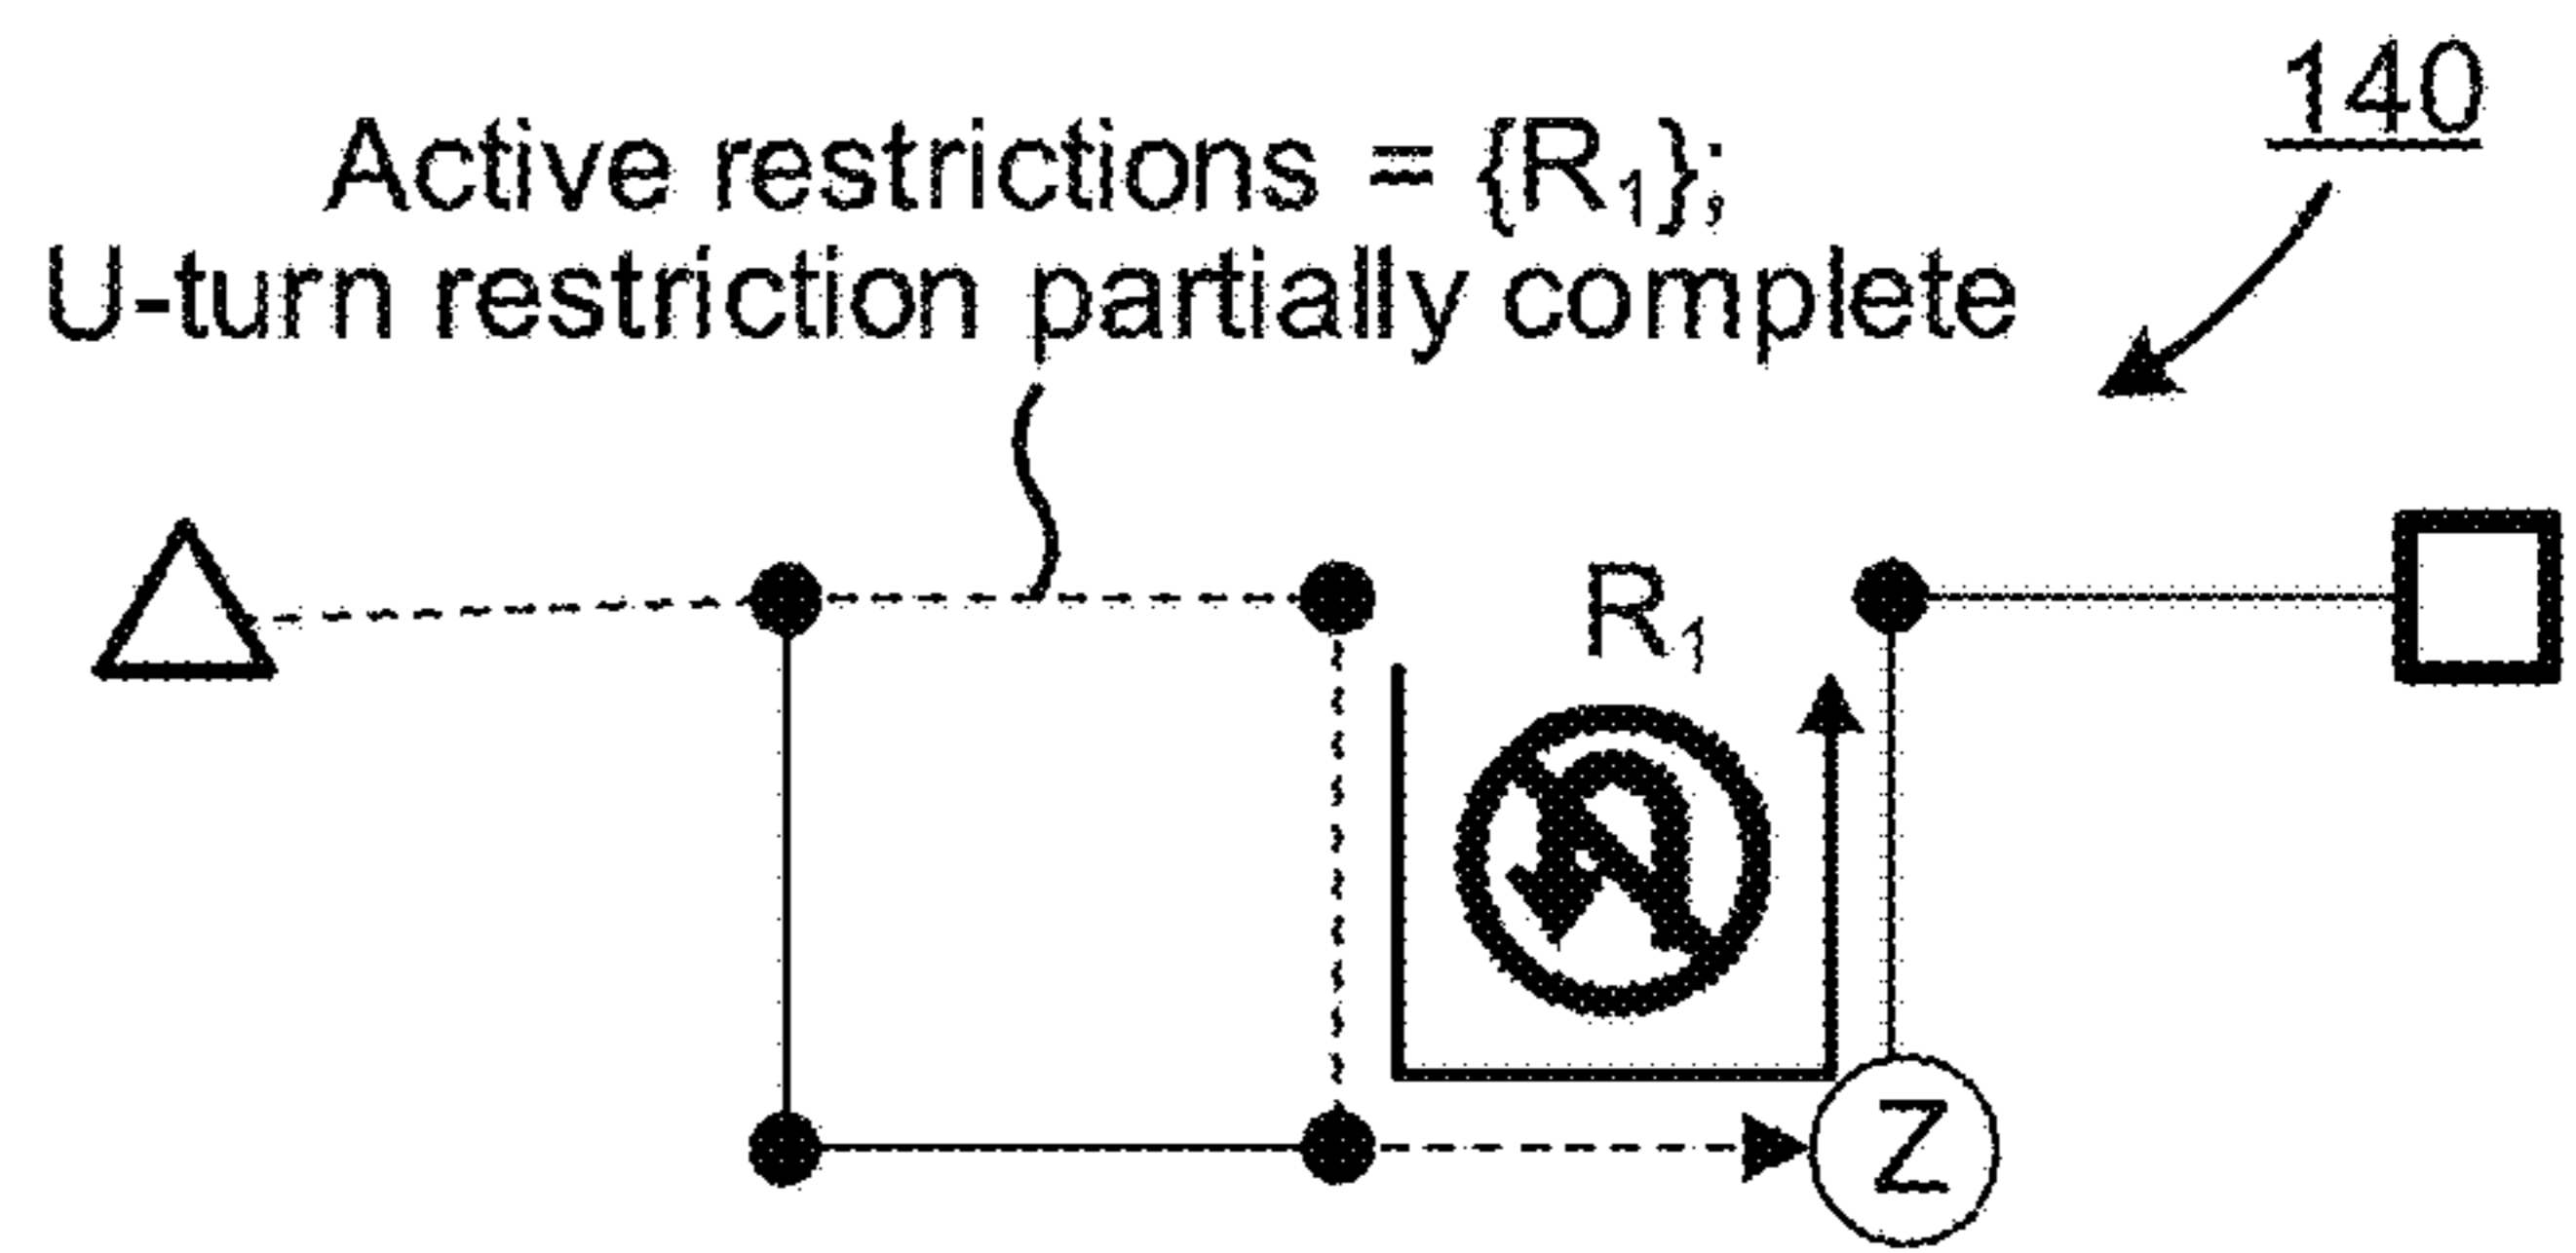 140
Active restrictions = {R₁};
U-turn restriction partially complete
R₁
Z